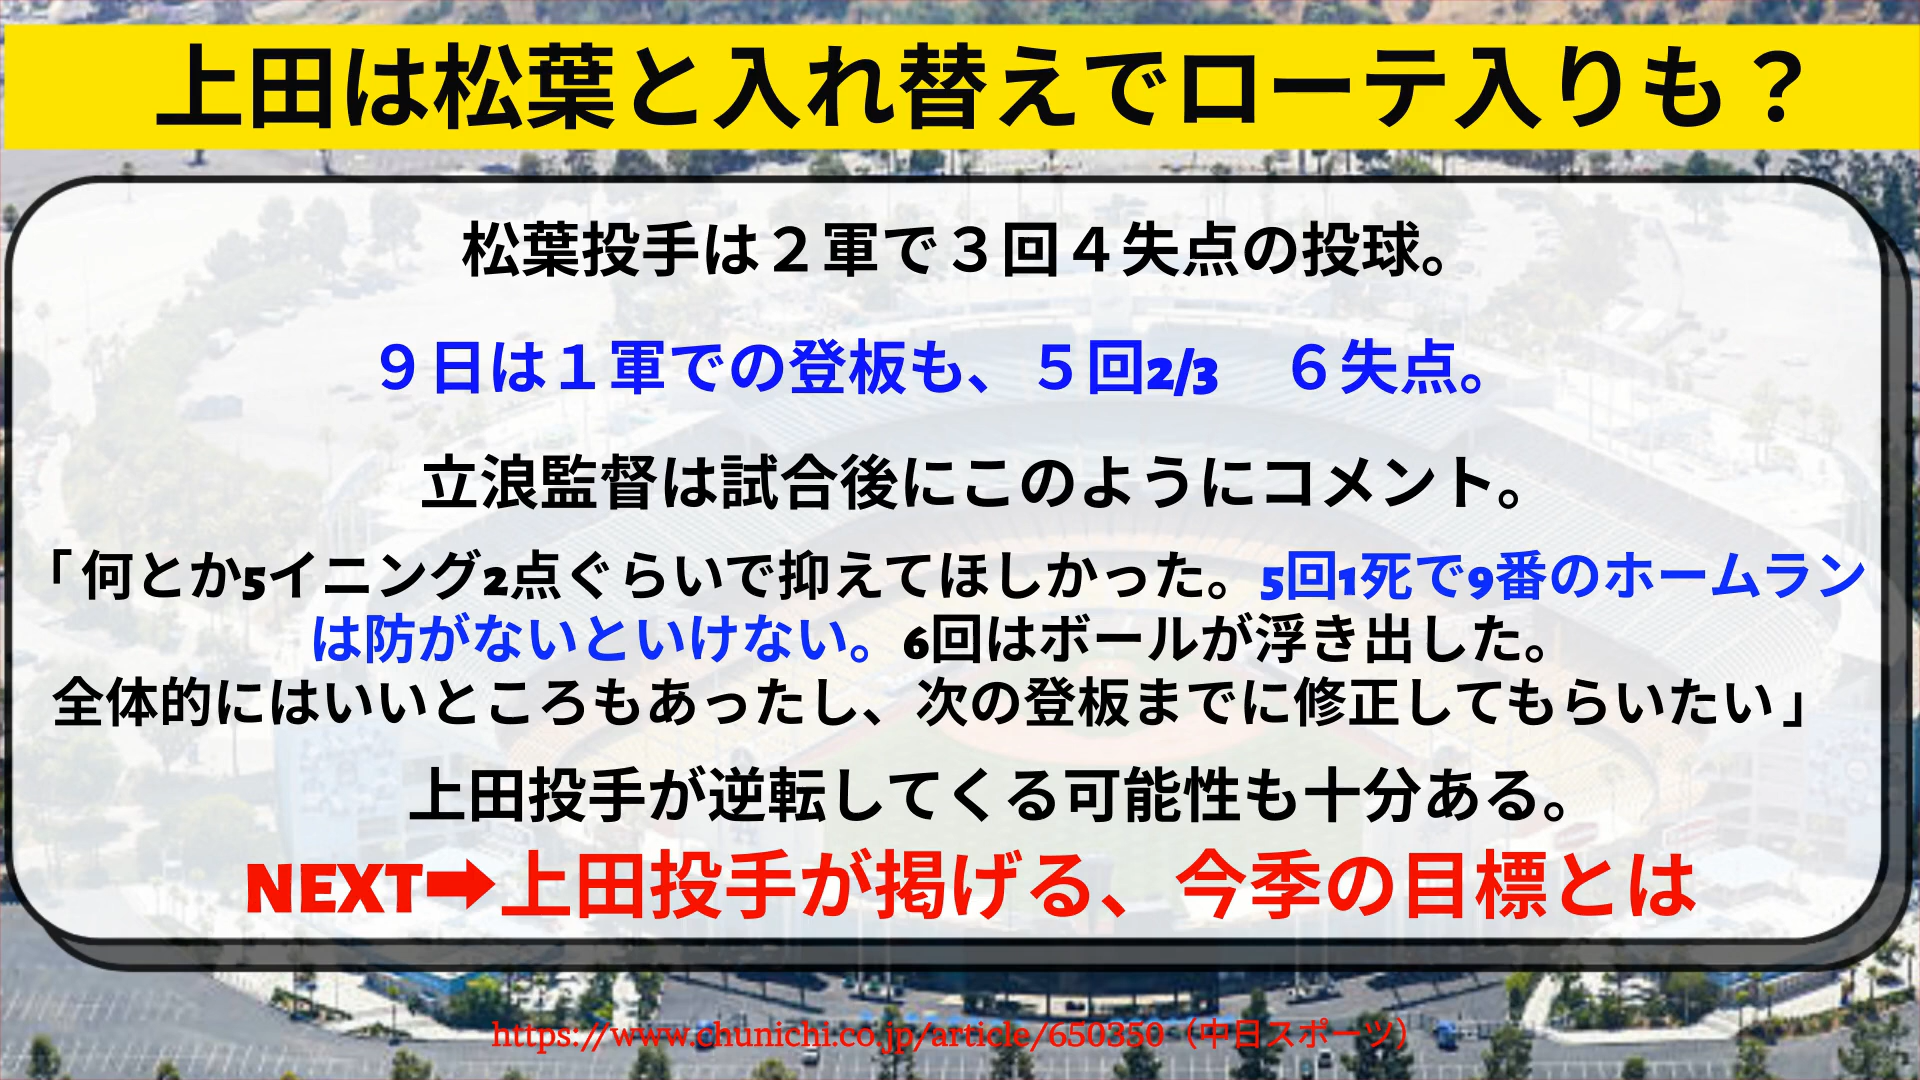 上田は松葉と入れ替えでローテ入りも？
松葉投手は２軍で３回４失点の投球。
９日は１軍での登板も、５回2/3　６失点。
立浪監督は試合後にこのようにコメント。
「何とか5イニング2点ぐらいで抑えてほしかった。5回1死で9番のホームラン
は防がないといけない。6回はボールが浮き出した。
全体的にはいいところもあったし、次の登板までに修正してもらいたい」
上田投手が逆転してくる可能性も十分ある。
NEXT➡上田投手が掲げる、今季の目標とは
https://www.chunichi.co.jp/article/650350（中日スポーツ）